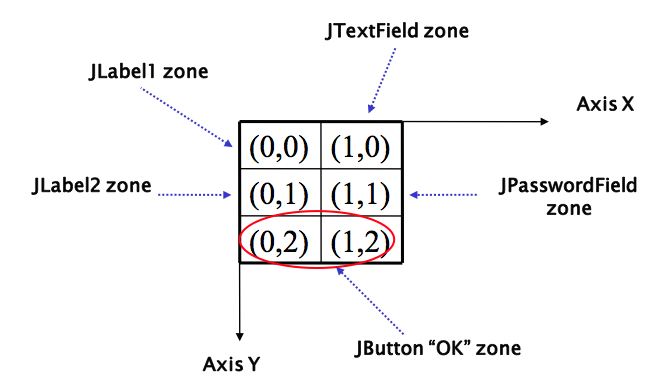 JTextField zone
JLabel1 zone
Axis X
(0,0) (1,0)
JLabel2 zone
(0,1) (1,1)
JPasswordField
zone
(0,2) (1,2)
JButton “OK” zone
Axis Y